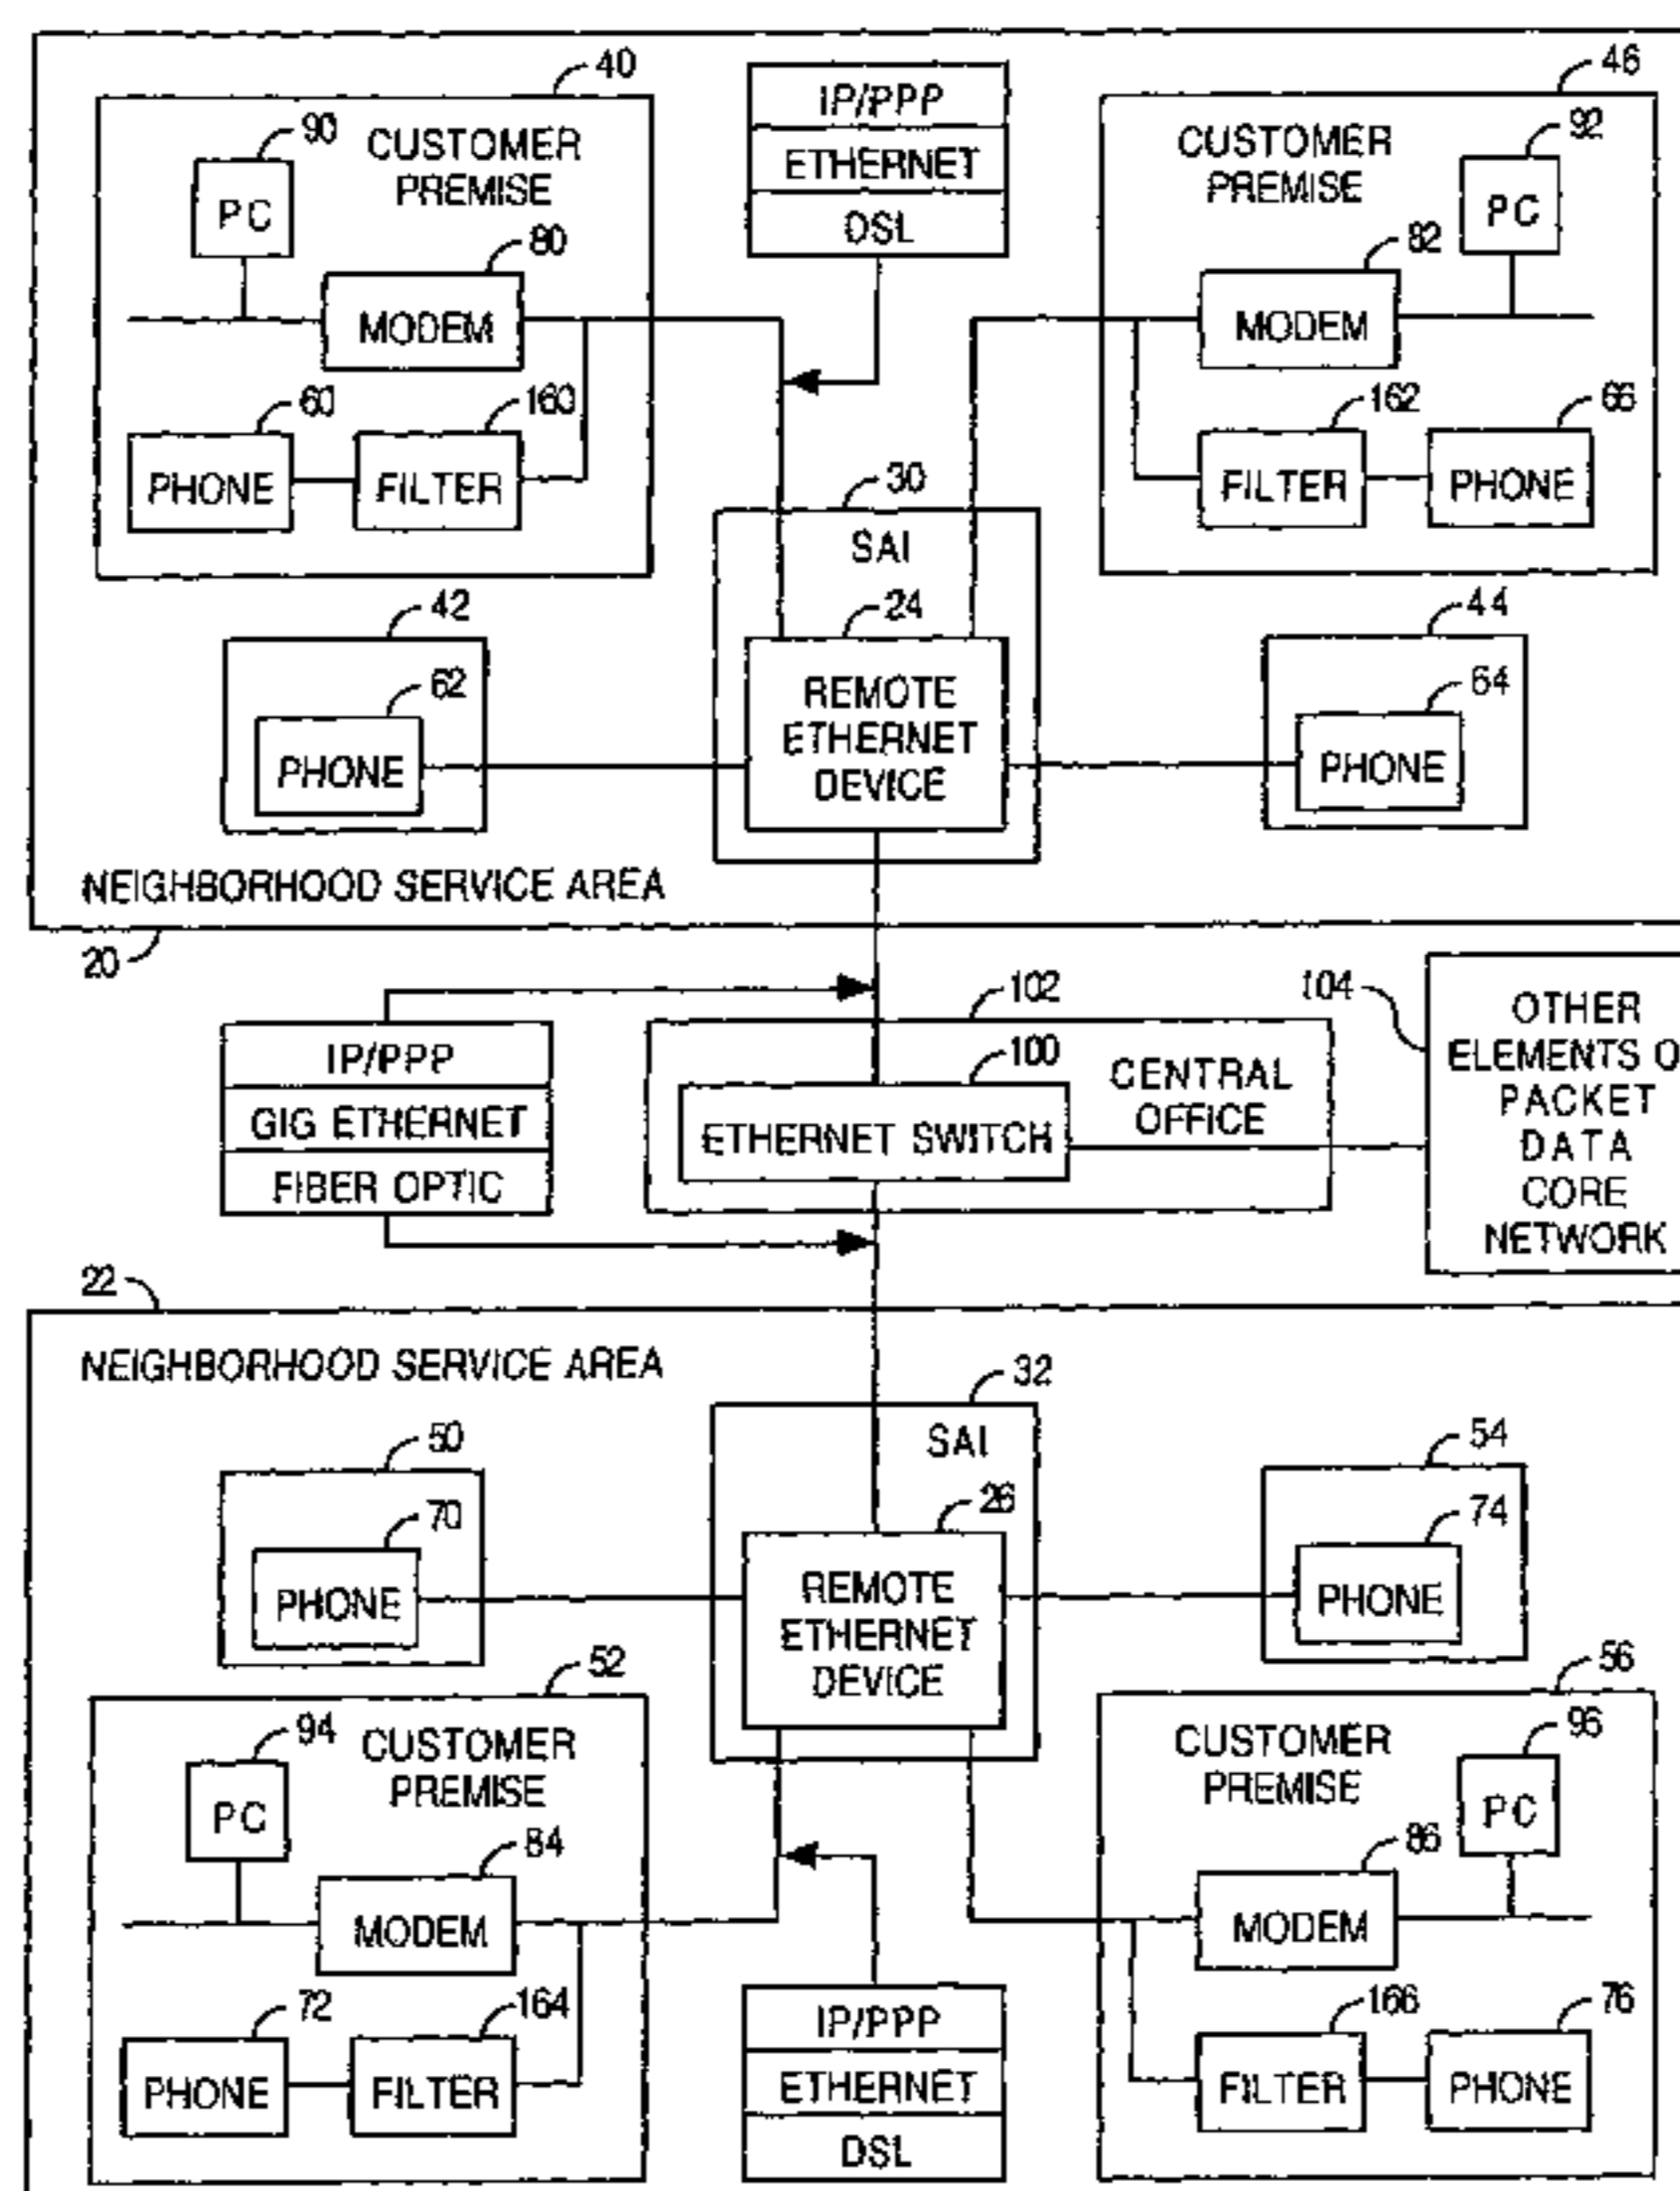 40
46
IP/PPP
ETHERNET
DSL
90
CUSTOMER
PREMISE
PC
80
MODEM
60
160
PHONE
FILTER
CUSTOMER
PREMISE
92
PC
82
MODEM
162
66
FILTER
PHONE
30
SAI
24
REMOTE
ETHERNET
DEVICE
42
62
PHONE
44
64
PHONE
NEIGHBORHOOD SERVICE AREA
20
IP/PPP
GIG ETHERNET
FIBER OPTIC
102
100
ETHERNET SWITCH
CENTRAL
OFFICE
104
OTHER
ELEMENTS O
PACKET
DATA
CORE
NETWORK
22
NEIGHBORHOOD SERVICE AREA
32
SAI
26
REMOTE
ETHERNET
DEVICE
50
70
PHONE
54
74
PHONE
52
94
CUSTOMER
PREMISE
PC
84
MODEM
72
164
PHONE
FILTER
IP/PPP
ETHERNET
DSL
56
CUSTOMER
PREMISE
96
PC
86
MODEM
166
76
FILTER
PHONE